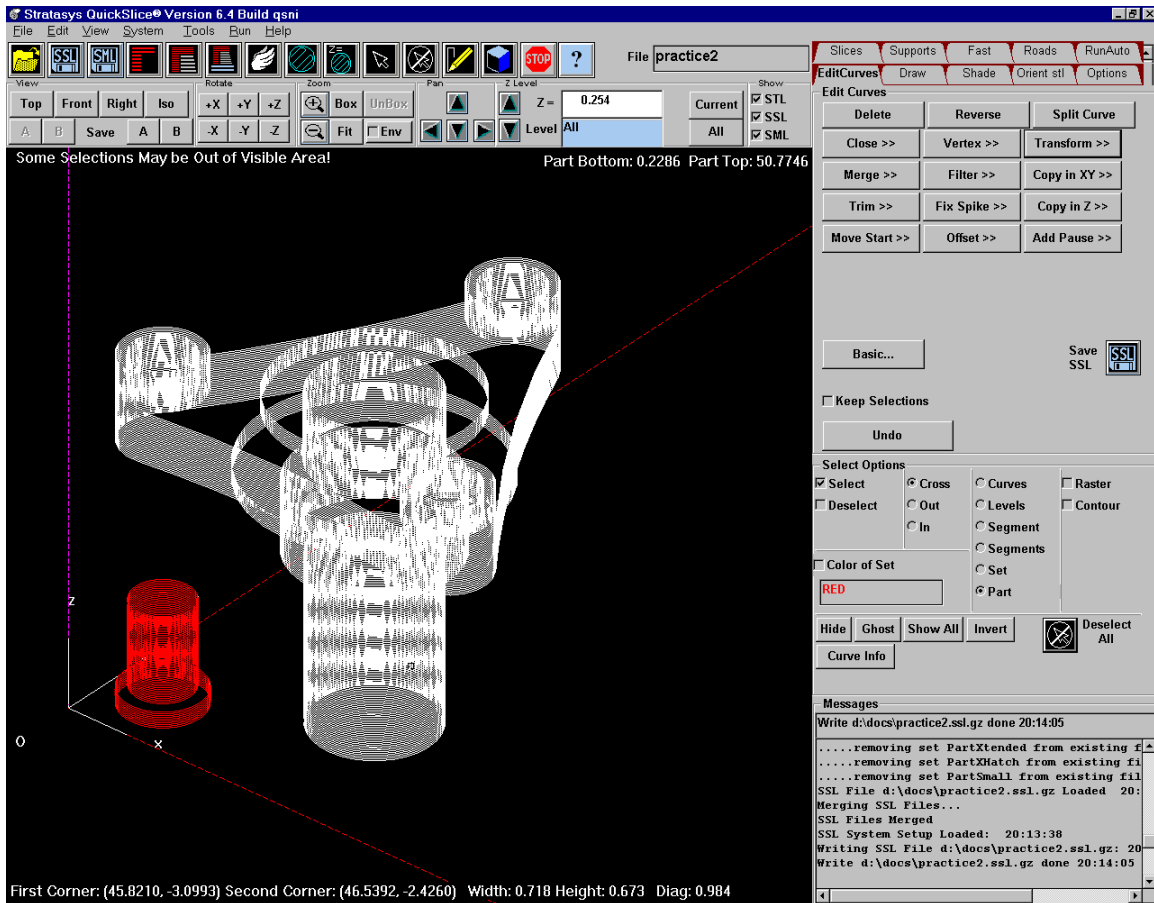 Stratasys QuickSlice® Version 6.4 Build qsni
File Edit View System Tools Run Help
SSL SML Z= STOP ? File practice2
Slices Supports Fast Roads RunAuto
EditCurves Draw Shade Orient stl Options
View Rotate Zoom Pan Z Level Show
Top Front Right Iso +X +Y +Z Box UnBox Z = 0.254 Current STL
A B Save A B -X -Y -Z Fit Env Level All All SSL
SML
Some Selections May be Out of Visible Area! Part Bottom: 0.2286 Part Top: 50.7746
Z
O
X
First Corner: (45.8210, -3.0993) Second Corner: (46.5392, -2.4260) Width: 0.718 Height: 0.673 Diag: 0.984
Edit Curves
Delete Reverse Split Curve
Close >> Vertex >> Transform >>
Merge >> Filter >> Copy in XY >>
Trim >> Fix Spike >> Copy in Z >>
Move Start >> Offset >> Add Pause >>
Basic... Save SSL SSL
Keep Selections
Undo
Select Options
Select Cross Curves Raster
Deselect Out Levels Contour
In Segment
Segments
Color of Set Set
RED Part
Hide Ghost Show All Invert Deselect All
Curve Info
Messages
Write d:\docs\practice2.ssl.gz done 20:14:05
.....removing set PartXtended from existing f
.....removing set PartXHatch from existing fi
.....removing set PartSmall from existing fil
SSL File d:\docs\practice2.ssl.gz Loaded 20:
Merging SSL Files...
SSL Files Merged
SSL System Setup Loaded: 20:13:38
Writing SSL File d:\docs\practice2.ssl.gz: 20
Write d:\docs\practice2.ssl.gz done 20:14:05